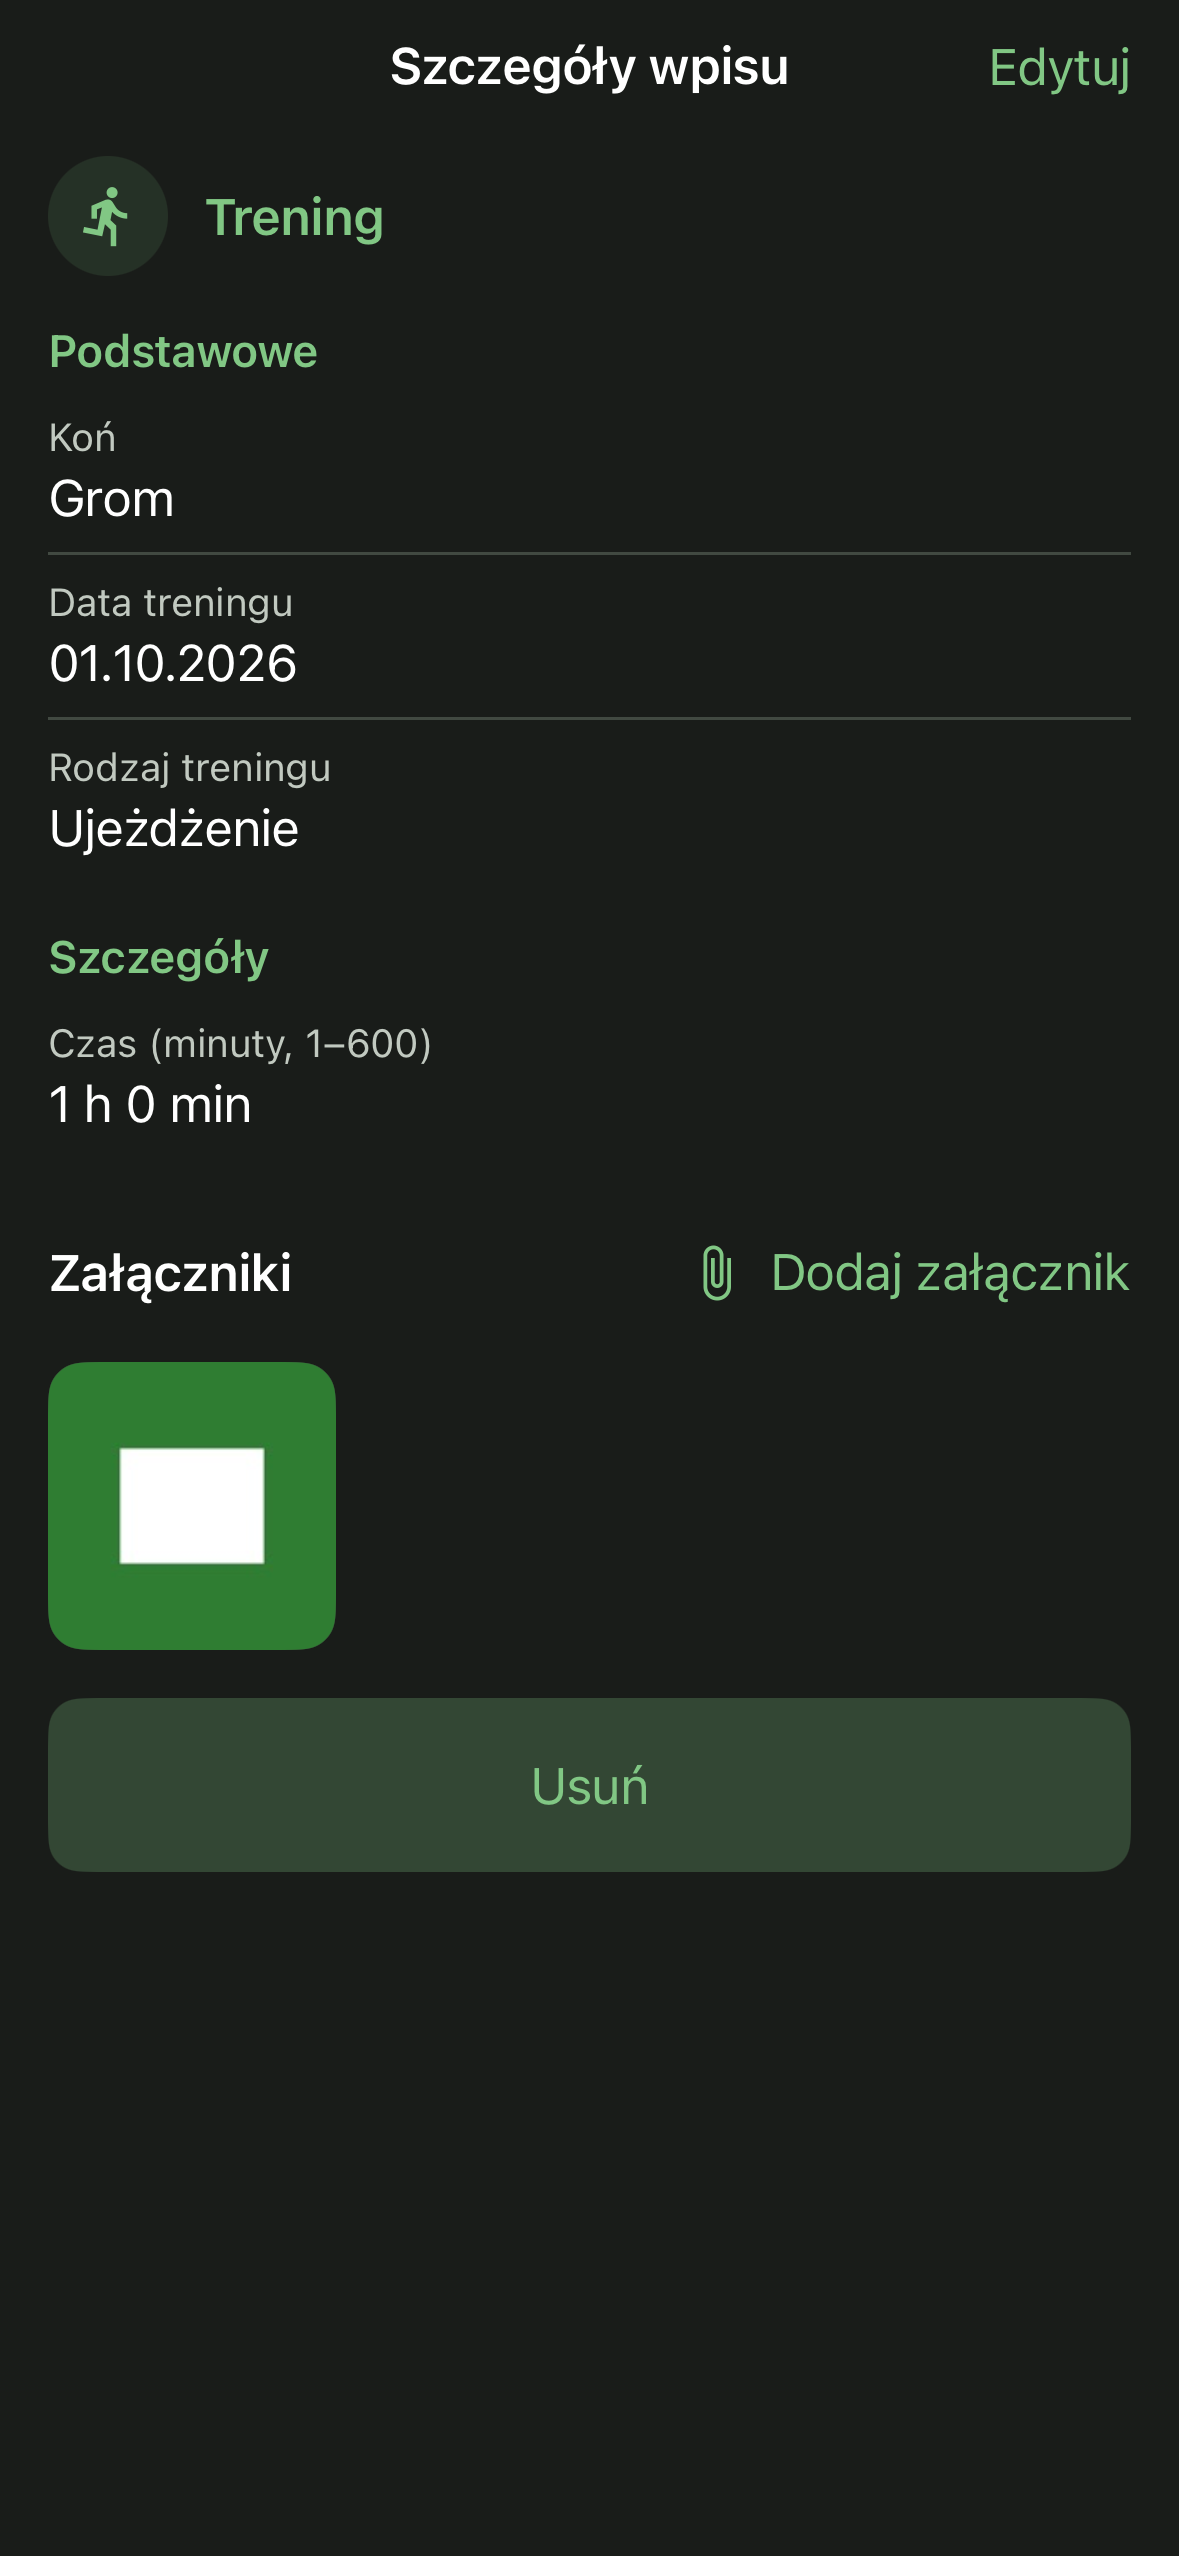 Szczegóły wpisu
Edytuj
Trening
Podstawowe
Koń
Grom
Data treningu
01.10.2026
Rodzaj treningu
Ujeżdżenie
Szczegóły
Czas (minuty, 1–600)
1 h 0 min
Załączniki
Dodaj załącznik
Usuń